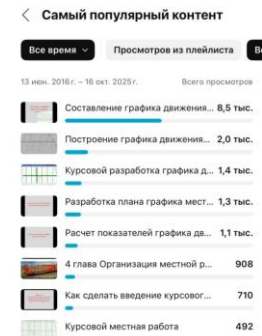 Самый популярный контент
Все время
Просмотров из плейлиста
13 июн. 2016 г. – 16 окт. 2025 г.
Всего просмотров
Составление графика движения... 8,5 тыс.
Построение графика движения... 2,0 тыс.
Курсовой разработка графика д... 1,4 тыс.
Разработка плана графика мест... 1,3 тыс.
Расчет показателей графика дв... 1,1 тыс.
4 глава Организация местной р... 908
Как сделать введение курсовог... 710
Курсовой местная работа 492